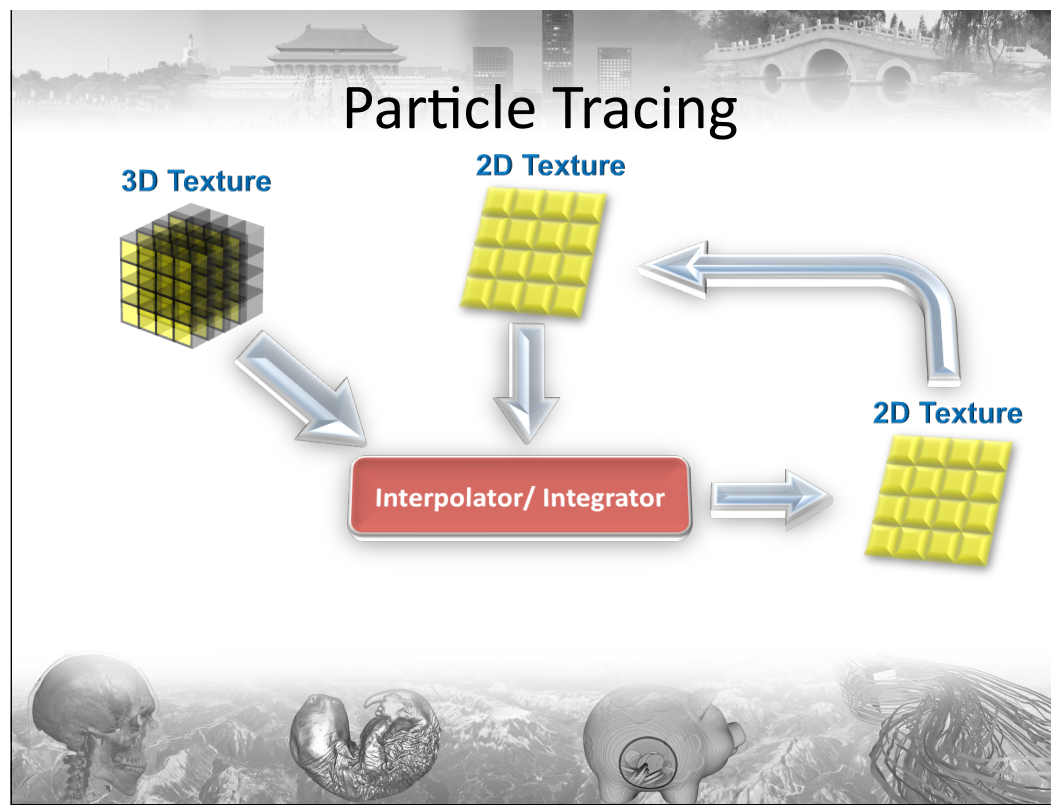 Particle Tracing
3D Texture
2D Texture
2D Texture
Interpolator/ Integrator